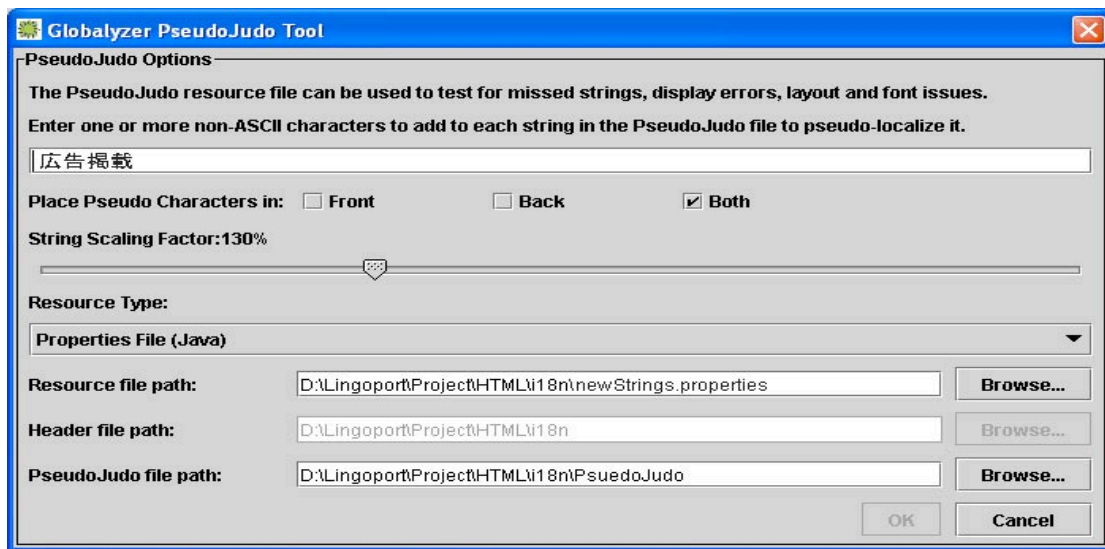 Globalyzer PseudoJudo Tool
PseudoJudo Options
The PseudoJudo resource file can be used to test for missed strings, display errors, layout and font issues.
Enter one or more non-ASCII characters to add to each string in the PseudoJudo file to pseudo-localize it.
広告掲載
Place Pseudo Characters in: Front Back Both
String Scaling Factor:130%
Resource Type:
Properties File (Java)
Resource file path: D:\Lingoport\Project\HTML\i18n\newStrings.properties Browse...
Header file path: D:\Lingoport\Project\HTML\i18n Browse...
PseudoJudo file path: D:\Lingoport\Project\HTML\i18n\PsuedoJudo Browse...
OK Cancel